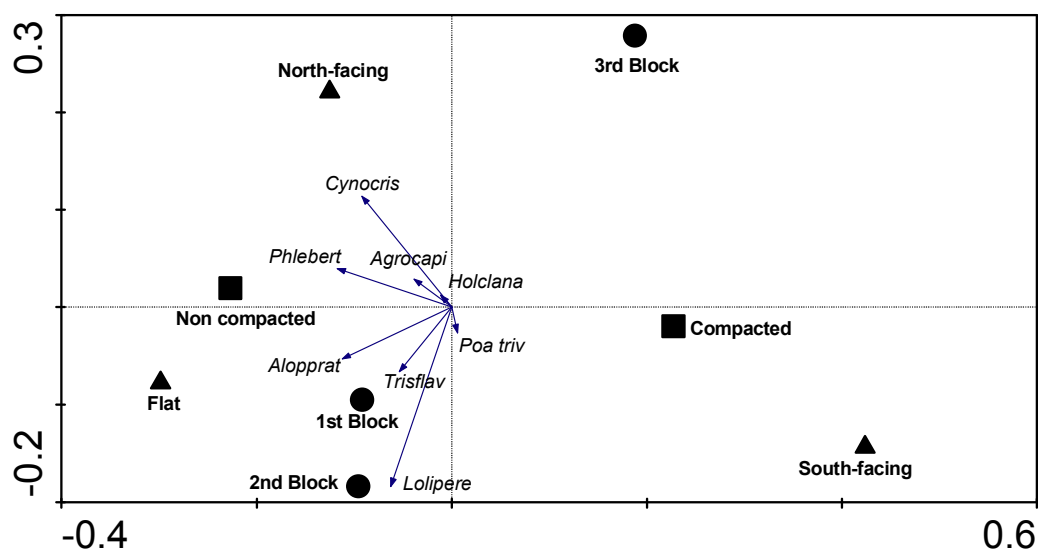 0.3
3rd Block
North-facing
Cynocris
Phlebert
Agrocapi
Holclana
Non compacted
Compacted
Poa triv
Alopprat
Trisflav
Flat
1st Block
South-facing
2nd Block
Lolipere
-0.2
-0.4
0.6